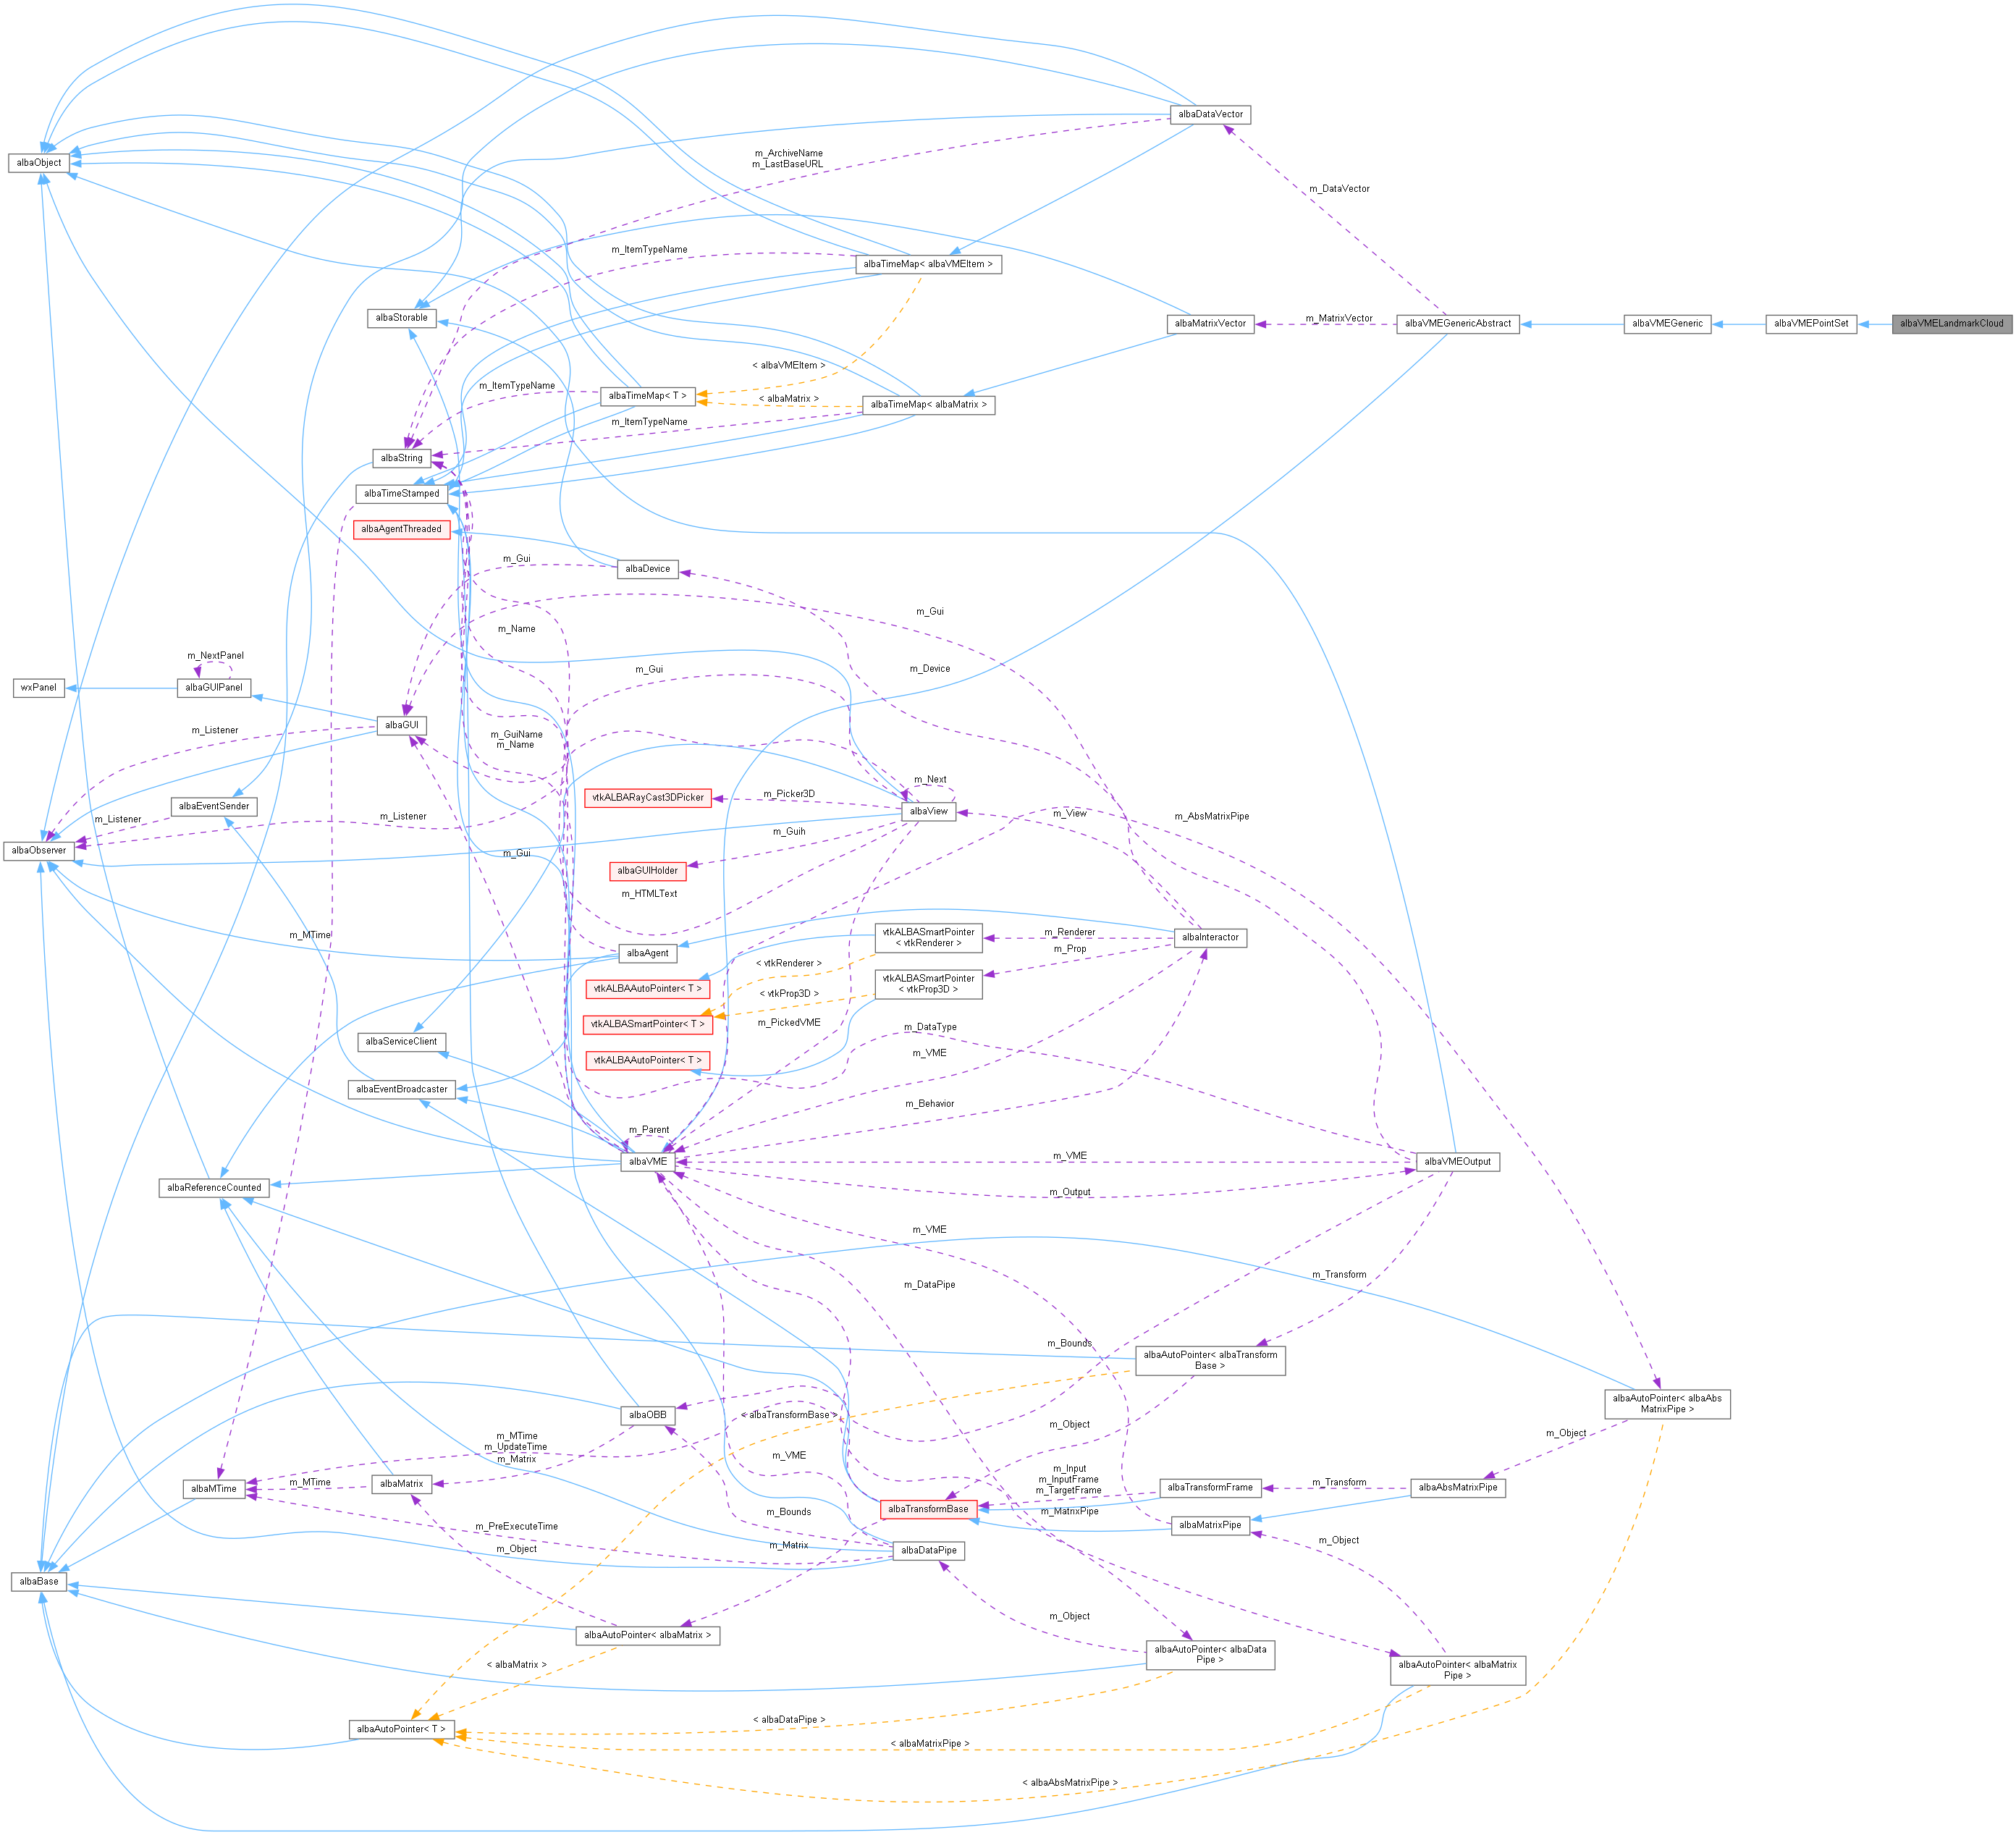 albaDataVector
m_ArchiveName
m_LastBaseURL
albaObject
m_DataVector
m_ItemTypeName
albaTimeMap< albaVMEItem >
albaStorable
albaMatrixVector
m_MatrixVector
albaVMEGenericAbstract
albaVMEGeneric
albaVMEPointSet
albaVMELandmarkCloud
< albaVMEItem >
m_ItemTypeName
albaTimeMap< T >
< albaMatrix >
albaTimeMap< albaMatrix >
m_ItemTypeName
albaString
albaTimeStamped
albaAgentThreaded
m_Gui
albaDevice
m_Gui
m_Name
m_NextPanel
m_Gui
m_Device
wxPanel
albaGUIPanel
albaGUI
m_Listener
m_GuiName
m_Name
m_Next
vtkALBARayCast3DPicker
m_Picker3D
albaEventSender
albaView
m_Listener
m_Listener
m_View
m_AbsMatrixPipe
m_Guih
albaObserver
m_Gui
albaGUIHolder
m_HTMLText
m_MTime
albaAgent
vtkALBASmartPointer
< vtkRenderer >
m_Renderer
albaInteractor
m_Prop
< vtkRenderer >
vtkALBAAutoPointer< T >
vtkALBASmartPointer
< vtkProp3D >
< vtkProp3D >
vtkALBASmartPointer< T >
m_PickedVME
m_DataType
albaServiceClient
m_VME
vtkALBAAutoPointer< T >
albaEventBroadcaster
m_Behavior
m_Parent
albaVME
m_VME
albaVMEOutput
albaReferenceCounted
m_Output
m_VME
m_DataPipe
m_Transform
m_Bounds
albaAutoPointer< albaTransform
Base >
albaAutoPointer< albaAbs
MatrixPipe >
albaOBB
< albaTransformBase >
m_Object
m_MTime
m_UpdateTime
m_Matrix
m_VME
m_Object
albaMTime
m_MTime
albaMatrix
m_Input
m_InputFrame
m_TargetFrame
albaTransformFrame
m_Transform
albaAbsMatrixPipe
m_Bounds
albaTransformBase
m_MatrixPipe
albaMatrixPipe
m_PreExecuteTime
m_Object
m_Matrix
albaDataPipe
m_Object
albaBase
m_Object
albaAutoPointer< albaMatrix >
albaAutoPointer< albaData
Pipe >
albaAutoPointer< albaMatrix
Pipe >
< albaMatrix >
albaAutoPointer< T >
< albaDataPipe >
< albaMatrixPipe >
< albaAbsMatrixPipe >